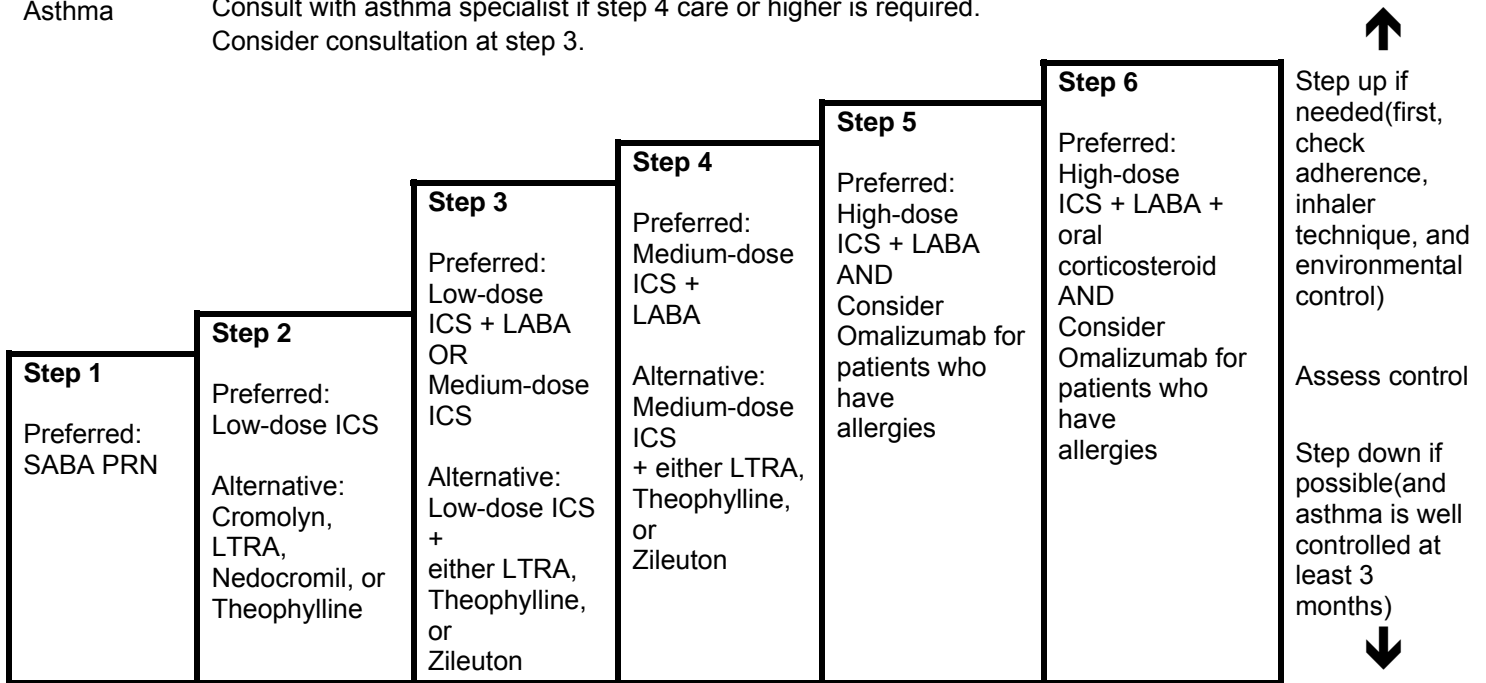 Asthma
Consult with asthma specialist if step 4 care or higher is required.
Consider consultation at step 3.
Step 1
Preferred:
SABA PRN
Step 2
Preferred:
Low-dose ICS
Alternative:
Cromolyn,
LTRA,
Nedocromil, or
Theophylline
Step 3
Preferred:
Low-dose
ICS + LABA
OR
Medium-dose
ICS
Alternative:
Low-dose ICS
+
either LTRA,
Theophylline,
or
Zileuton
Step 4
Preferred:
Medium-dose
ICS +
LABA
Alternative:
Medium-dose
ICS
+ either LTRA,
Theophylline,
or
Zileuton
Step 5
Preferred:
High-dose
ICS + LABA
AND
Consider
Omalizumab for
patients who
have
allergies
Step 6
Preferred:
High-dose
ICS + LABA +
oral
corticosteroid
AND
Consider
Omalizumab for
patients who
have
allergies
Step up if
needed(first,
check
adherence,
inhaler
technique, and
environmental
control)
Assess control
Step down if
possible(and
asthma is well
controlled at
least 3
months)